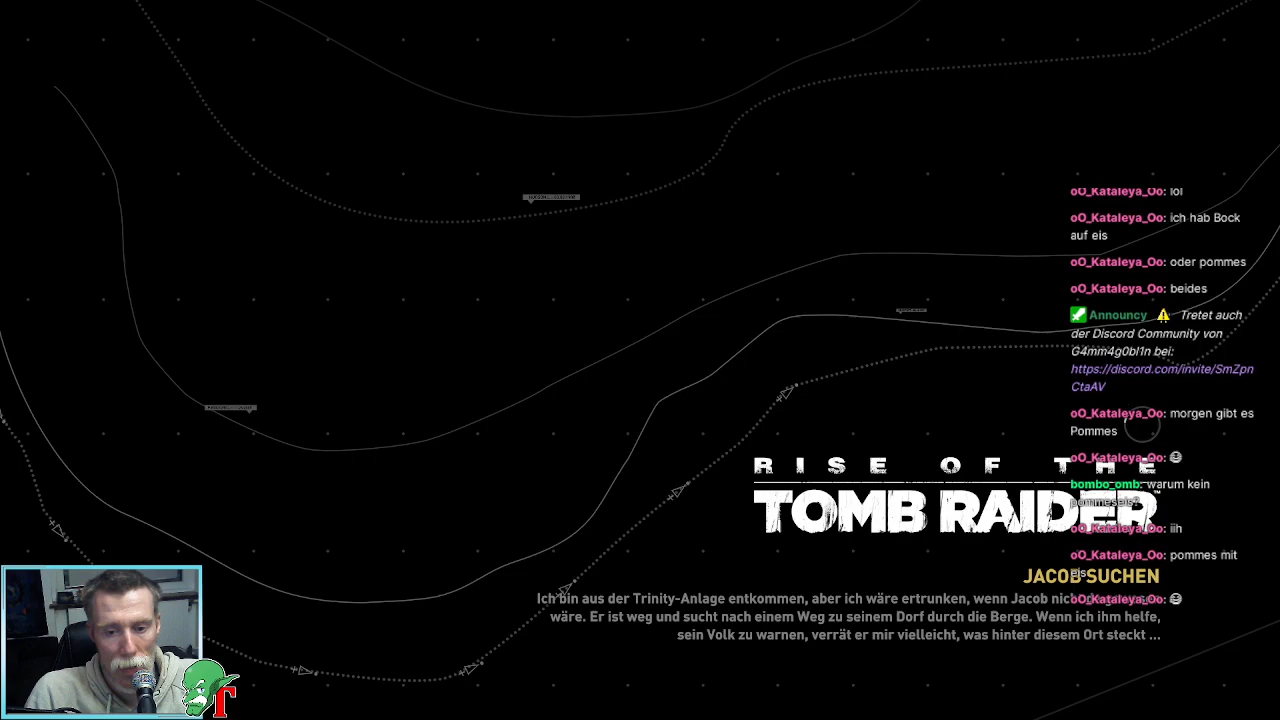 oO_Kataleya_Oo: lol
oO_Kataleya_Oo: ich hab Bock
auf eis
oO_Kataleya_Oo: oder pommes
oO_Kataleya_Oo: beides
Announcy ⚠️ Tretet auch
der Discord Community von
G4mm4g0bl1n bei:
https://discord.com/invite/SmZpn
CtaAV
oO_Kataleya_Oo: morgen gibt es
Pommes
oO_Kataleya_Oo:
bombo_omb: warum kein
pommeseis?
oO_Kataleya_Oo: iih
oO_Kataleya_Oo: pommes mit
eis
oO_Kataleya_Oo:
RISE OF THE
TOMB RAIDER™
JACOB SUCHEN
Ich bin aus der Trinity-Anlage entkommen, aber ich wäre ertrunken, wenn Jacob
wäre. Er ist weg und sucht nach einem Weg zu seinem Dorf durch die Berge. Wenn ich ihm helfe,
sein Volk zu warnen, verrät er mir vielleicht, was hinter diesem Ort steckt ...